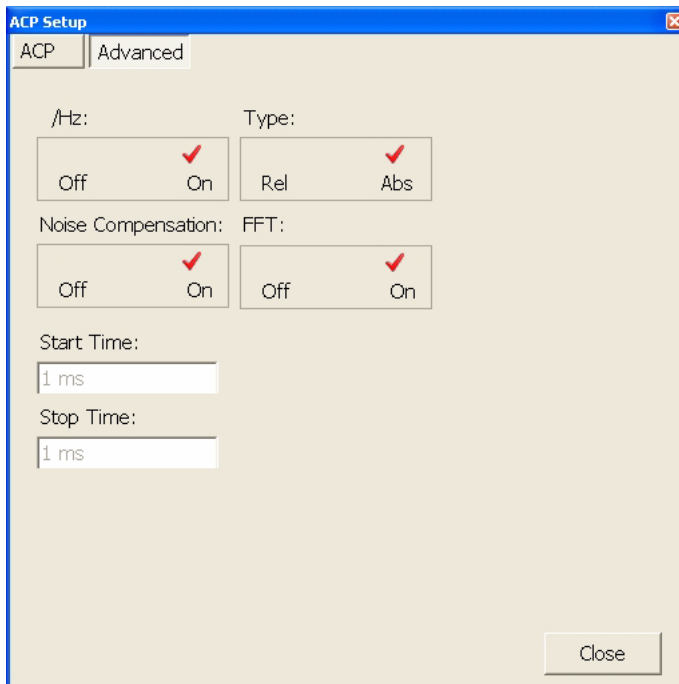 ACP Setup
ACP Advanced
/Hz: Type:
Off On Rel Abs
Noise Compensation: FFT:
Off On Off On
Start Time:
1 ms
Stop Time:
1 ms
Close